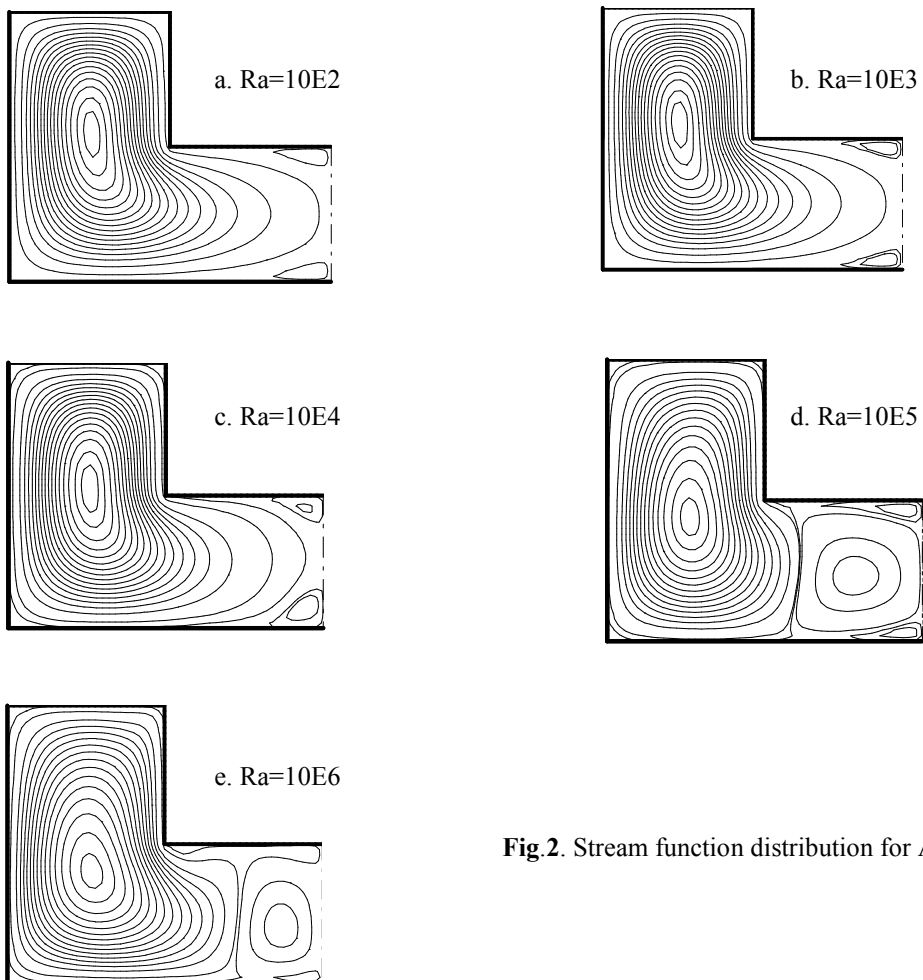 a. Ra=10E2
b. Ra=10E3
c. Ra=10E4
d. Ra=10E5
e. Ra=10E6
Fig.2. Stream function distribution for